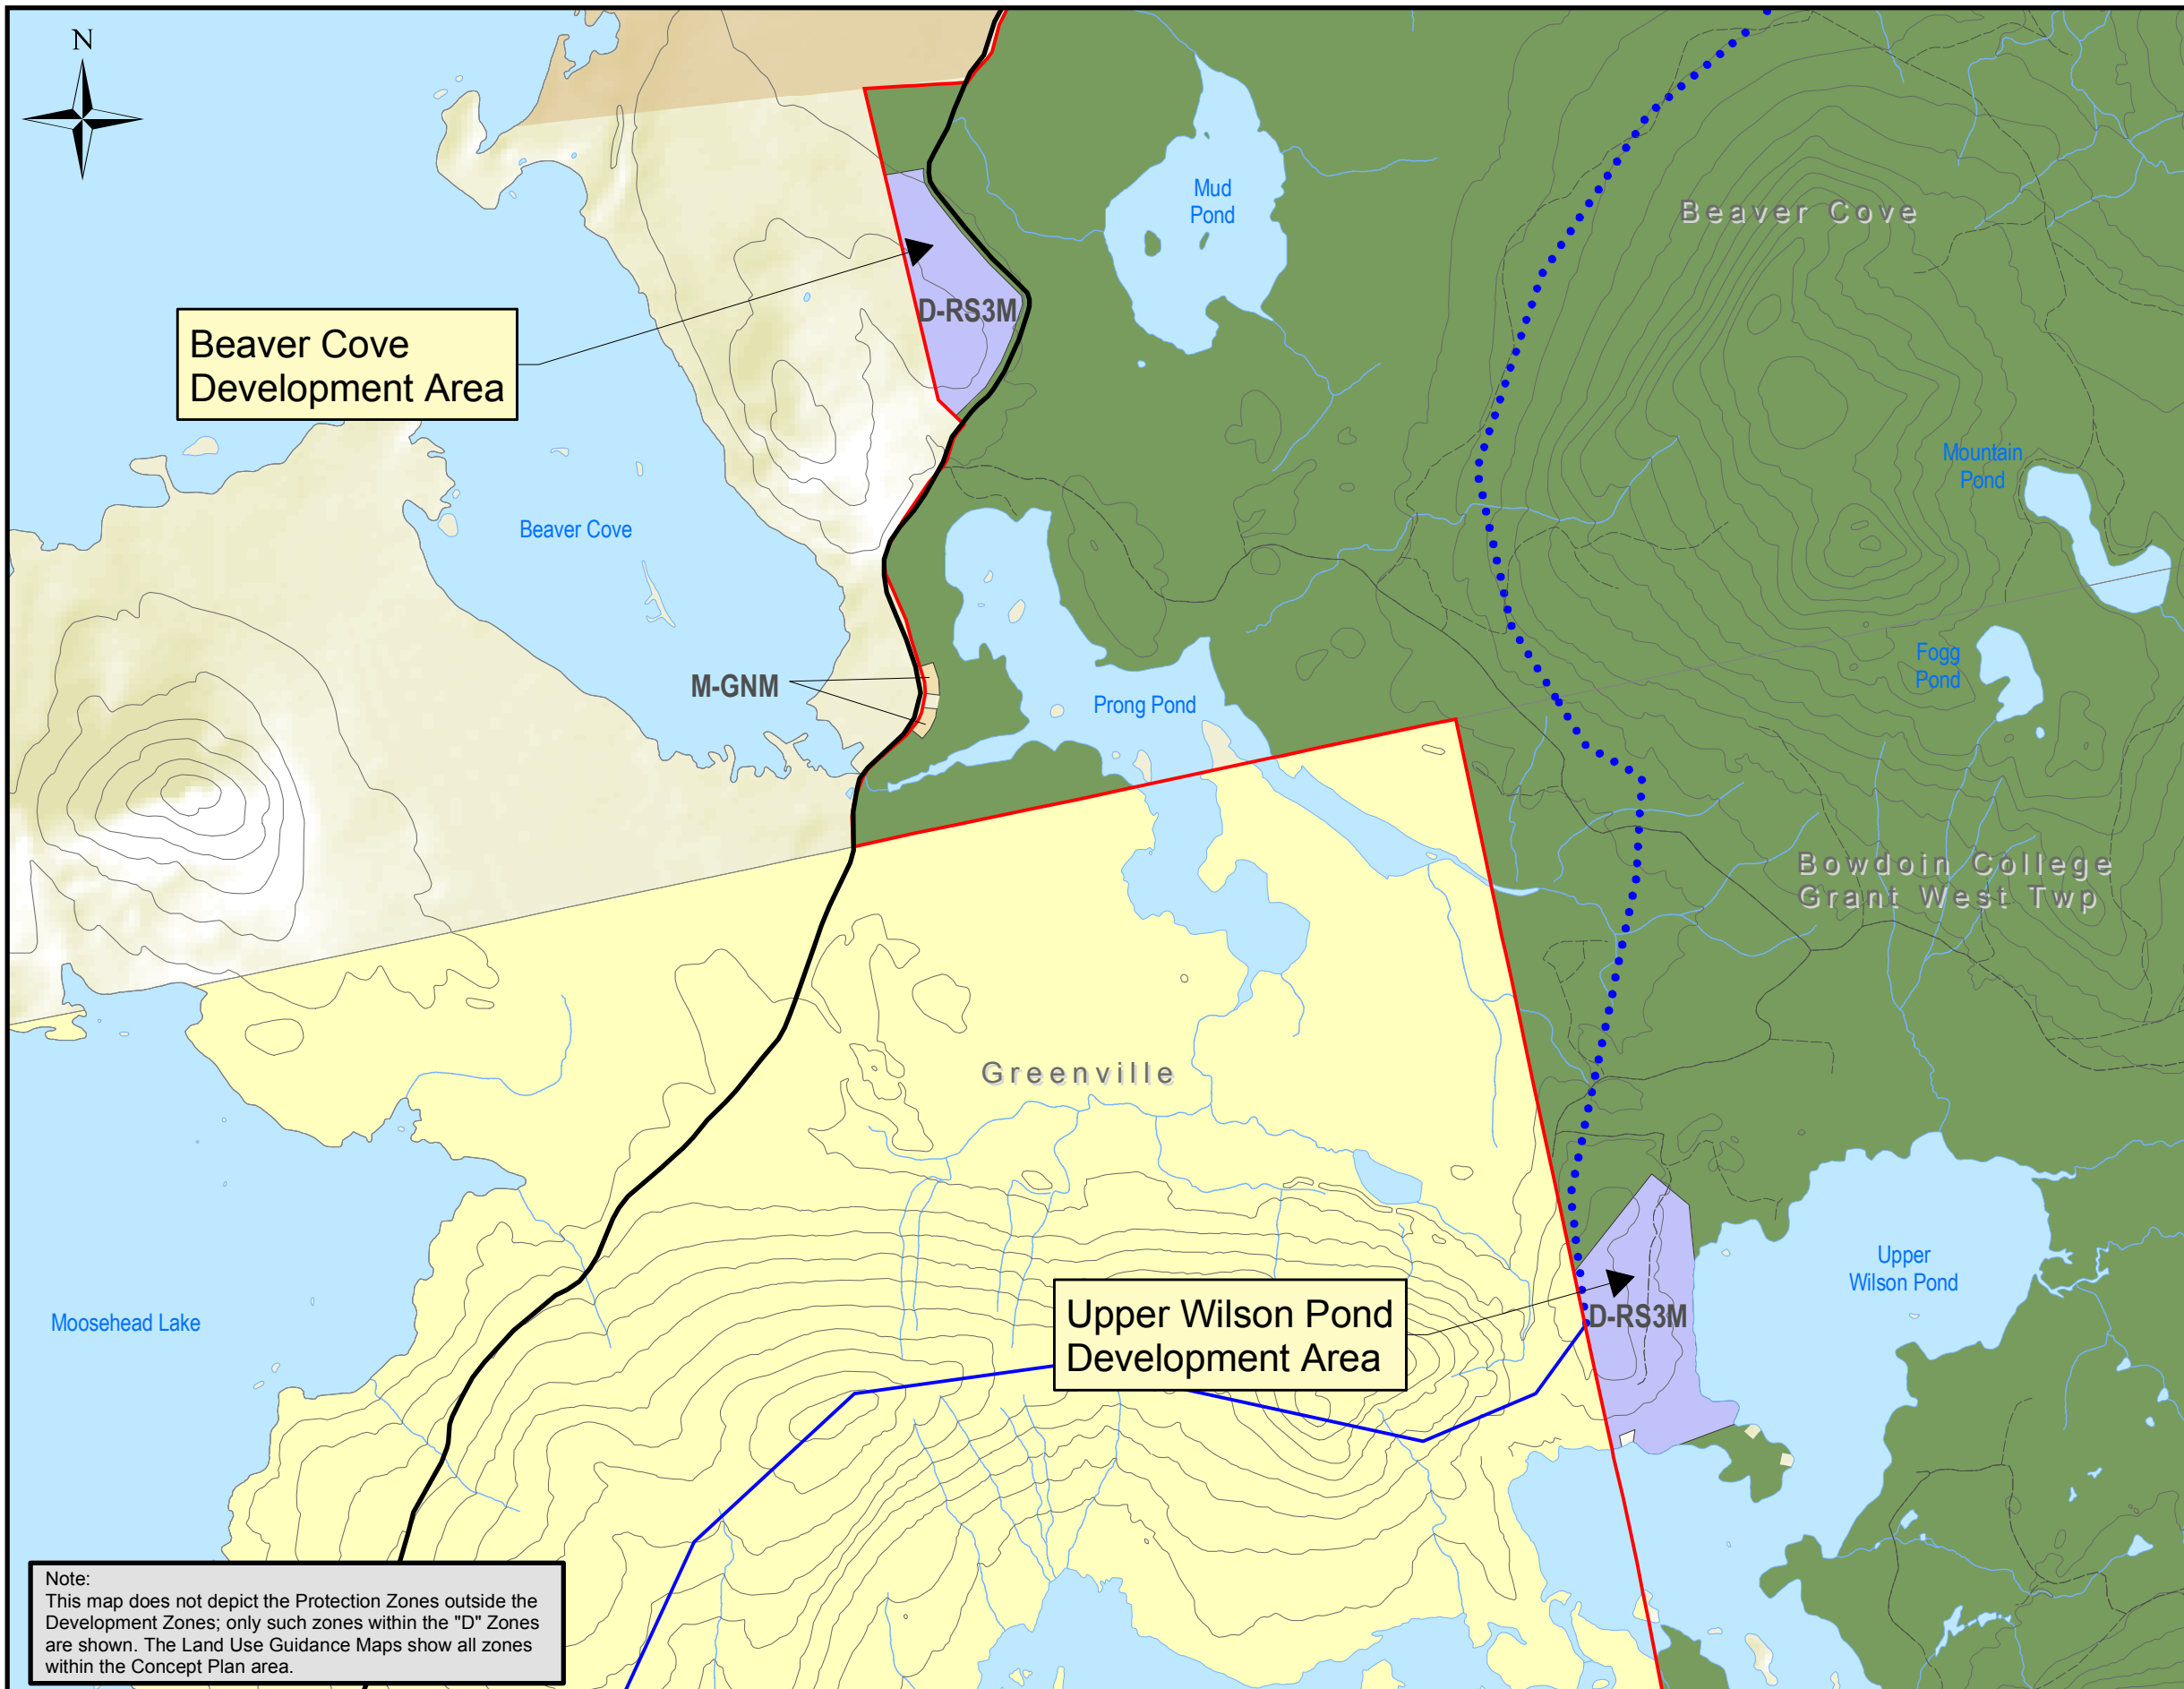 N
Mud
Pond
Beaver Cove
D-RS3M
Beaver Cove
Development Area
Mountain
Pond
Beaver Cove
Fogg
Pond
M-GNM
Prong Pond
Bowdoin College
Grant West Twp
Greenville
Upper
Wilson Pond
Upper Wilson Pond
Development Area
D-RS3M
Moosehead Lake
Note:
This map does not depict the Protection Zones outside the
Development Zones; only such zones within the "D" Zones
are shown. The Land Use Guidance Maps show all zones
within the Concept Plan area.